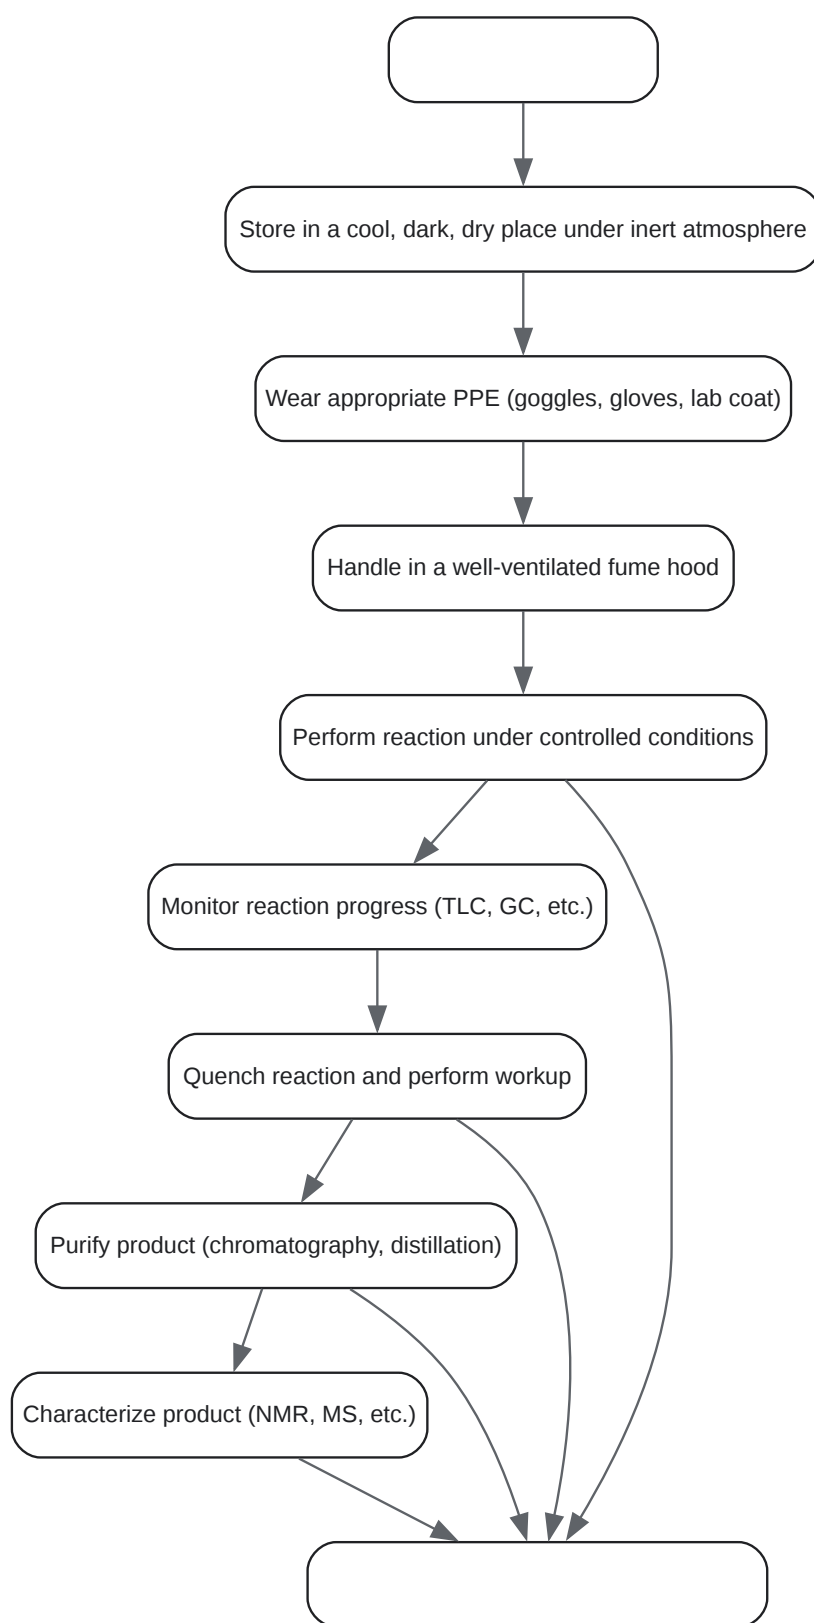 Store in a cool, dark, dry place under inert atmosphere
Wear appropriate PPE (goggles, gloves, lab coat)
Handle in a well-ventilated fume hood
Perform reaction under controlled conditions
Monitor reaction progress (TLC, GC, etc.)
Quench reaction and perform workup
Purify product (chromatography, distillation)
Characterize product (NMR, MS, etc.)